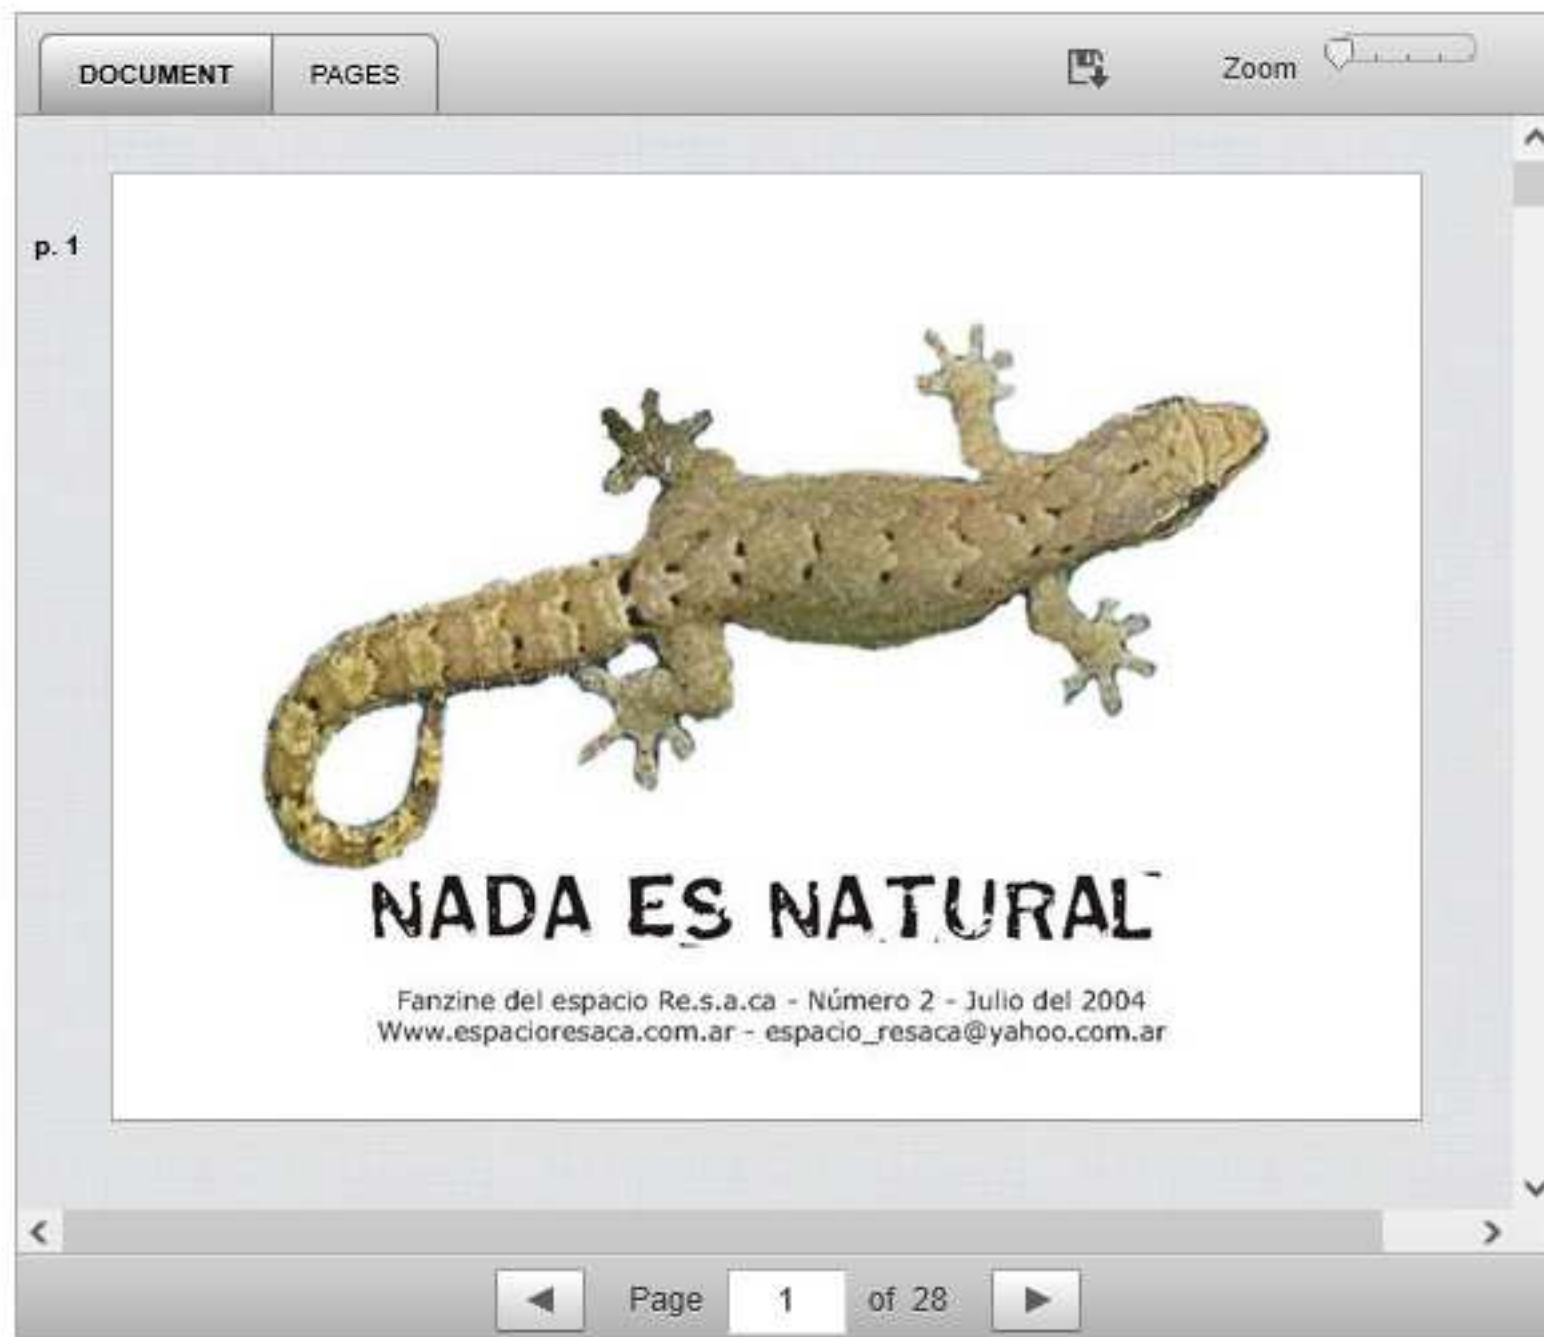 DOCUMENT PAGES Zoom
p. 1
NADA ES NATURAL
Fanzine del espacio Re.s.a.ca - Número 2 - Julio del 2004
Www.espacioresaca.com.ar - espacio_resaca@yahoo.com.ar
Page 1 of 28